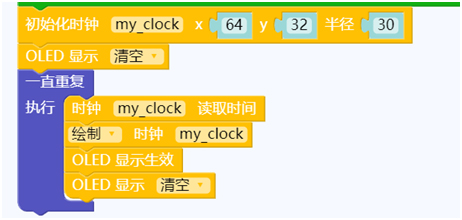 初始化时钟 my_clock x 64 y 32 半径 30
OLED 显示 清空
一直重复
执行 时钟 my_clock 读取时间
绘制 时钟 my_clock
OLED 显示生效
OLED 显示 清空